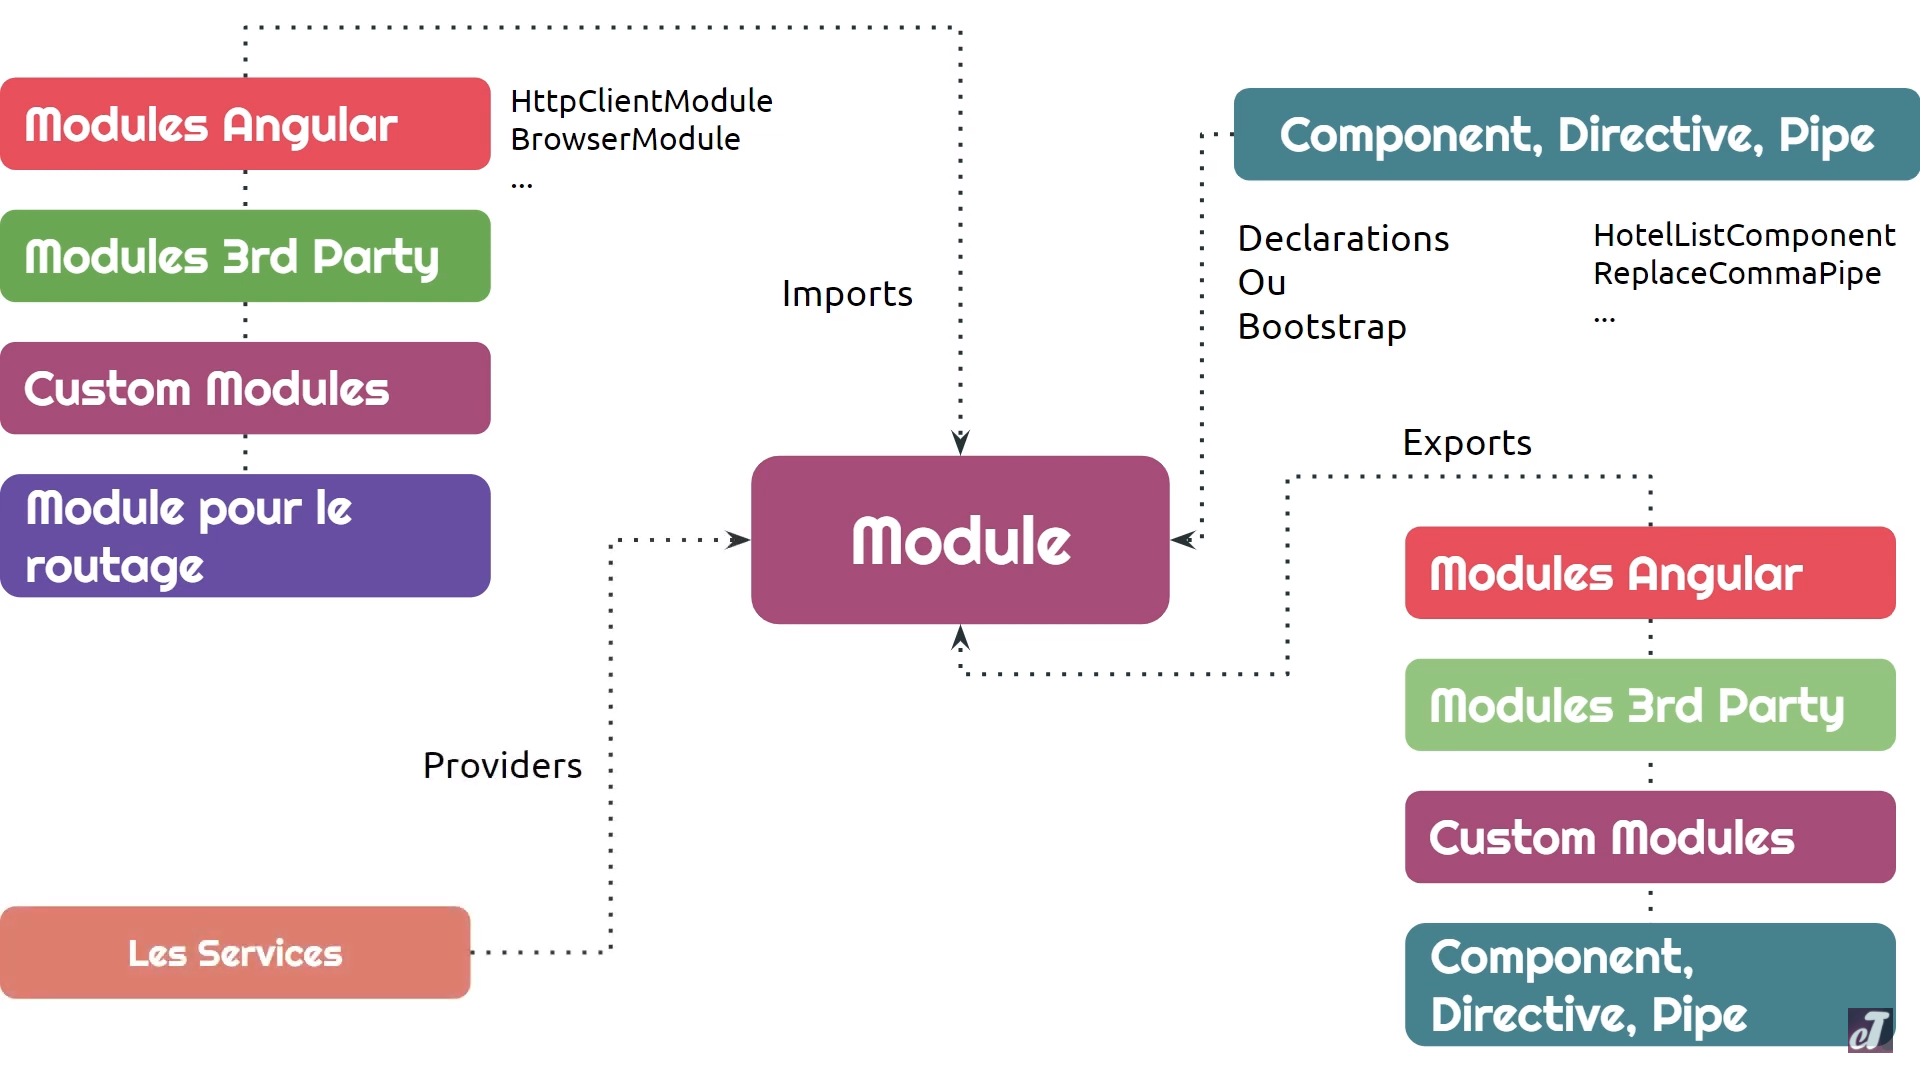 Modules Angular
HttpClientModule
BrowserModule
...
Modules 3rd Party
Custom Modules
Module pour le
routage
Imports
Component, Directive, Pipe
Declarations
Ou
Bootstrap
HotelListComponent
ReplaceCommaPipe
...
Module
Exports
Modules Angular
Modules 3rd Party
Custom Modules
Component,
Directive, Pipe
Providers
Les Services
eT